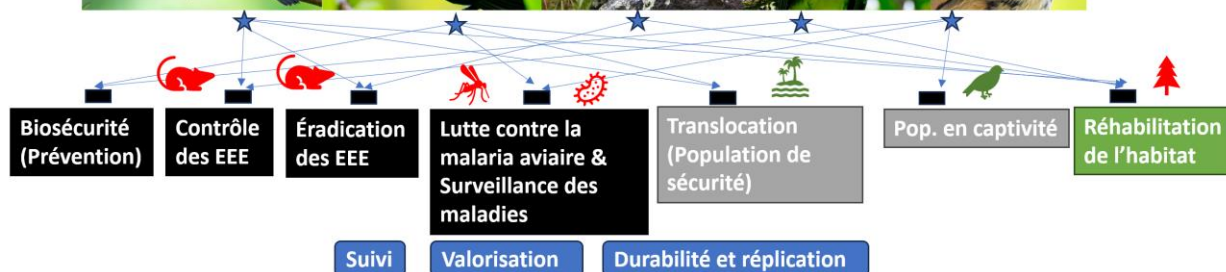 Biosécurité
(Prévention)
Contrôle
des EEE
Éradication
des EEE
Lutte contre la
malaria aviaire &
Surveillance des
maladies
Translocation
(Population de
sécurité)
Pop. en captivité
Réhabilitation
de l’habitat
Suivi
Valorisation
Durabilité et réplication